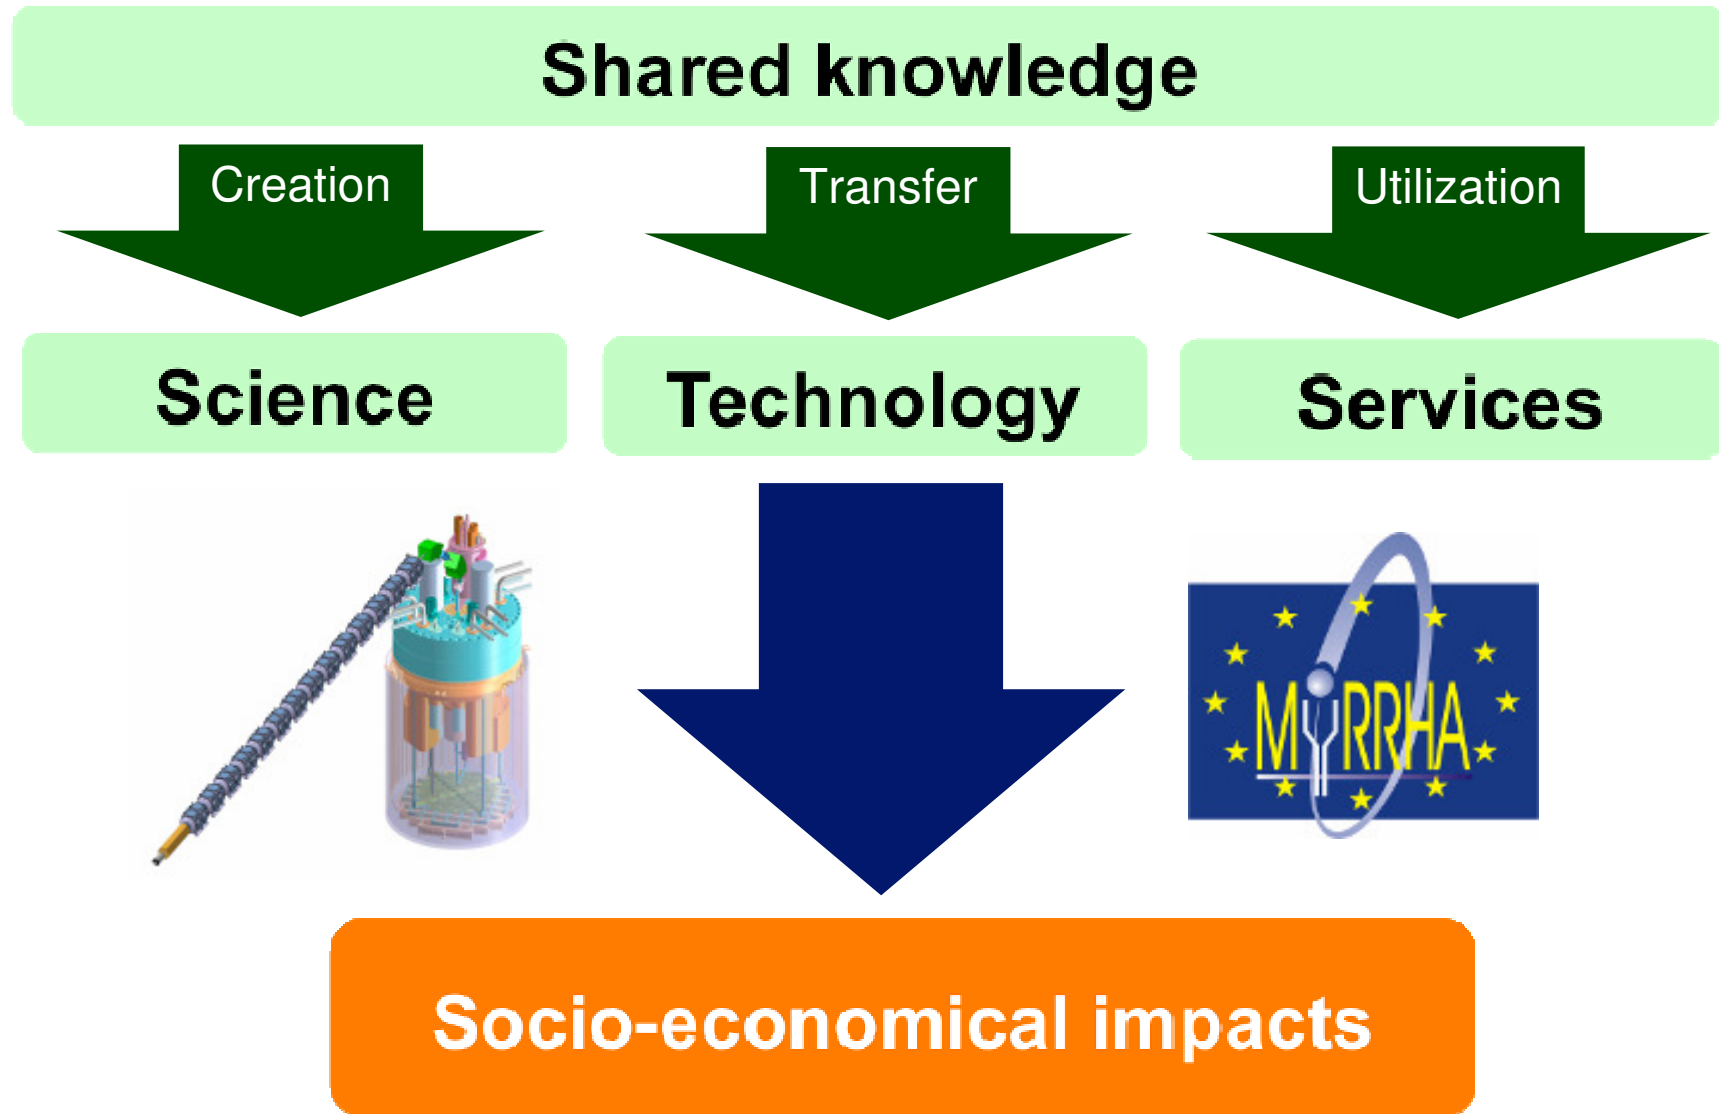 Shared knowledge
Creation
Transfer
Utilization
Science
Technology
Services
MYRRHA
Socio-economical impacts